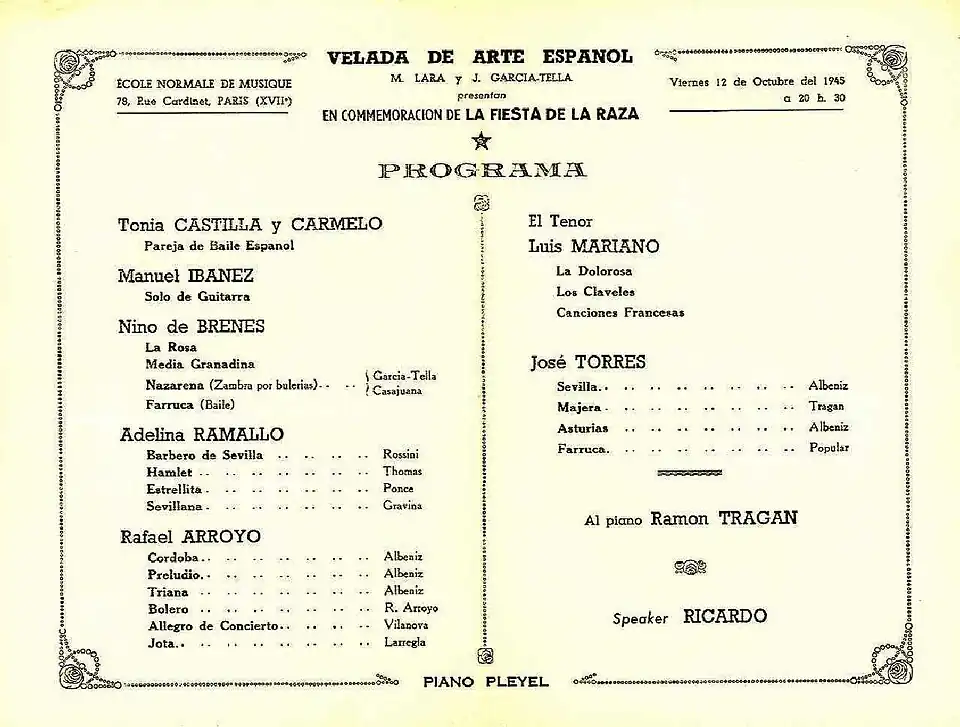 VELADA DE ARTE ESPANOL
ÉCOLE NORMALE DE MUSIQUE
78, Rue Cardinet, PARIS (XVIIᵉ)
M. LARA y J. GARCIA-TELLA
presentan
EN COMMEMORACION DE LA FIESTA DE LA RAZA
Viernes 12 de Octubre del 1945
a 20 h. 30
PROGRAMA
Tonia CASTILLA y CARMELO
Pareja de Baile Espanol
Manuel IBANEZ
Solo de Guitarra
Nino de BRENES
La Rosa
Media Granadina
Nazarena (Zambra por bulerias) Garcia-Tella
Casajuana
Farruca (Baile)
Adelina RAMALLO
Barbero de Sevilla Rossini
Hamlet Thomas
Estrellita Ponce
Sevillana Gravina
Rafael ARROYO
Cordoba Albeniz
Preludio Albeniz
Triana Albeniz
Bolero R. Arroyo
Allegro de Concierto Vilanova
Jota Larregla
El Tenor
Luis MARIANO
La Dolorosa
Los Claveles
Canciones Francesas
José TORRES
Sevilla Albeniz
Majera Tragan
Asturias Albeniz
Farruca Popular
Al piano Ramon TRAGAN
Speaker RICARDO
PIANO PLEYEL